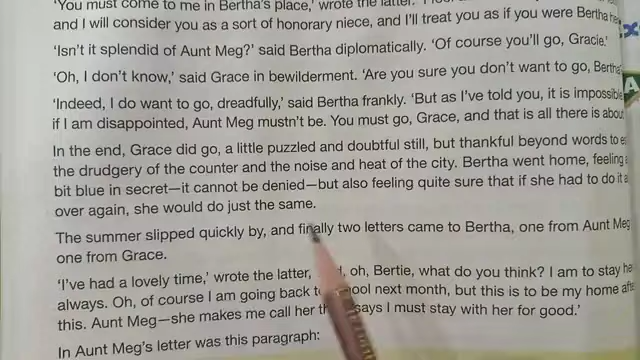 'You must come to me in Bertha's place,' wrote the latter.
and I will consider you as a sort of honorary niece, and I'll treat you as if you were Bertha
'Isn't it splendid of Aunt Meg?' said Bertha diplomatically. 'Of course you'll go, Gracie.'
'Oh, I don't know,' said Grace in bewilderment. 'Are you sure you don't want to go, Bertha
'Indeed, I do want to go, dreadfully,' said Bertha frankly. 'But as I've told you, it is impossible
if I am disappointed, Aunt Meg mustn't be. You must go, Grace, and that is all there is about
In the end, Grace did go, a little puzzled and doubtful still, but thankful beyond words to
the drudgery of the counter and the noise and heat of the city. Bertha went home, feeling
bit blue in secret—it cannot be denied—but also feeling quite sure that if she had to do it
over again, she would do just the same.
The summer slipped quickly by, and finally two letters came to Bertha, one from Aunt Meg
one from Grace.
'I've had a lovely time,' wrote the latter, oh, Bertie, what do you think? I am to stay
always. Oh, of course I am going back next month, but this is to be my home
this. Aunt Meg—she makes me call her says I must stay with her for good.'
In Aunt Meg's letter was this paragraph: